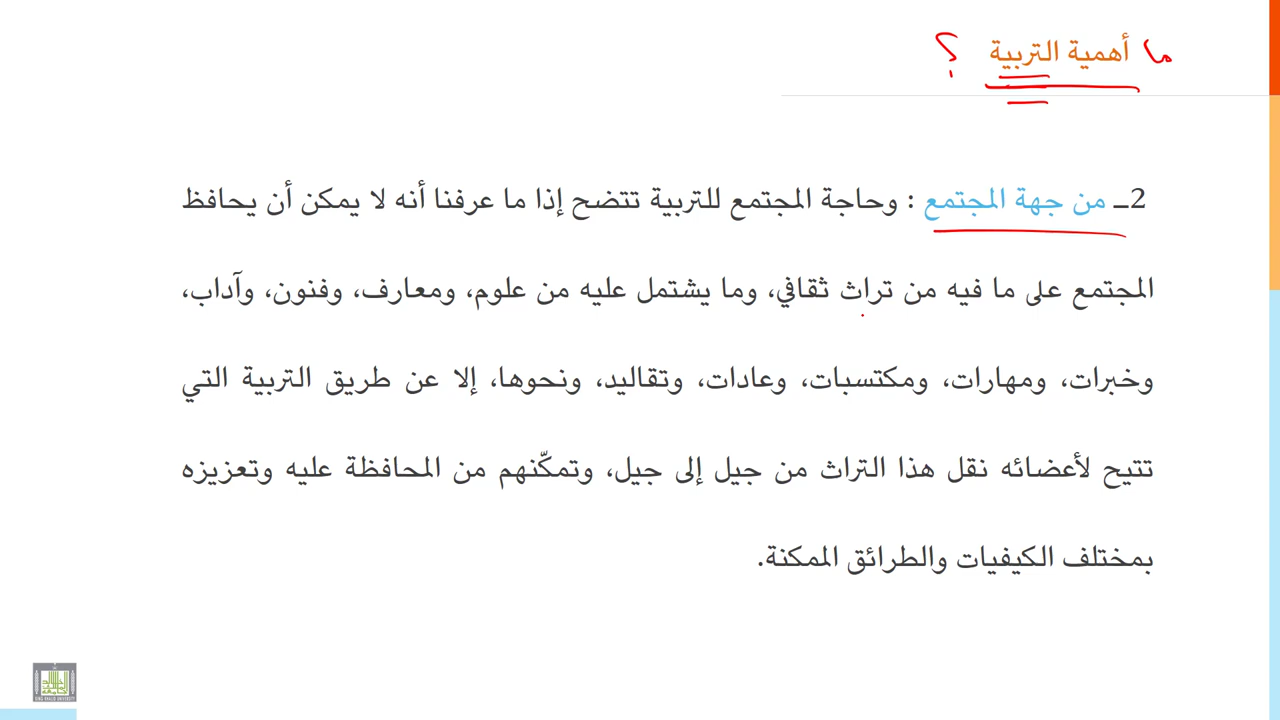 ما أهمية التربية ؟
2ـ من جهة المجتمع : وحاجة المجتمع للتربية تتضح إذا ما عرفنا أنه لا يمكن أن يحافظ
المجتمع على ما فيه من تراث ثقافي، وما يشتمل عليه من علوم، ومعارف، وفنون، وآداب،
وخبرات، ومهارات، ومكتسبات، وعادات، وتقاليد، ونحوها، إلا عن طريق التربية التي
تتيح لأعضائه نقل هذا التراث من جيل إلى جيل، وتمكّنهم من المحافظة عليه وتعزيزه
بمختلف الكيفيات والطرائق الممكنة.